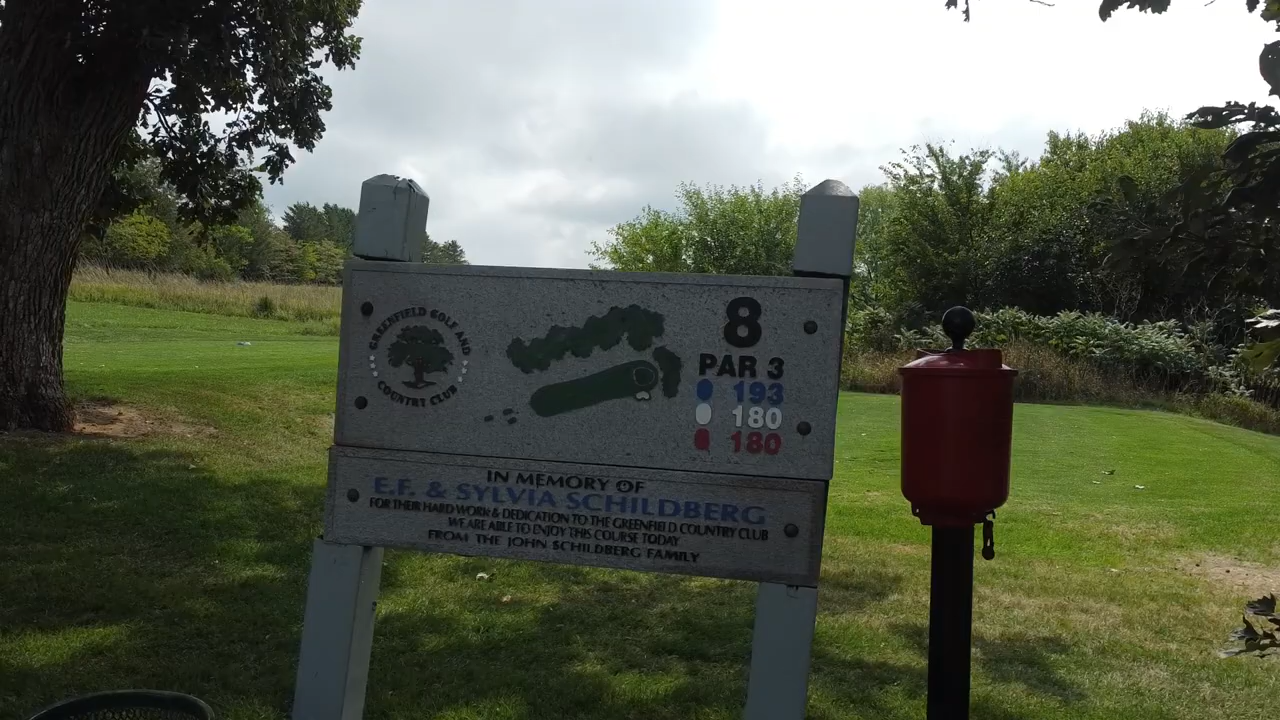 GREENFIELD GOLF AND
COUNTRY CLUB
8
PAR 3
193
180
180
IN MEMORY OF
E.F. & SYLVIA SCHILDBERG
FOR THEIR HARD WORK & DEDICATION TO THE GREENFIELD COUNTRY CLUB
WE ARE ABLE TO ENJOY THIS COURSE TODAY
FROM THE JOHN SCHILDBERG FAMILY